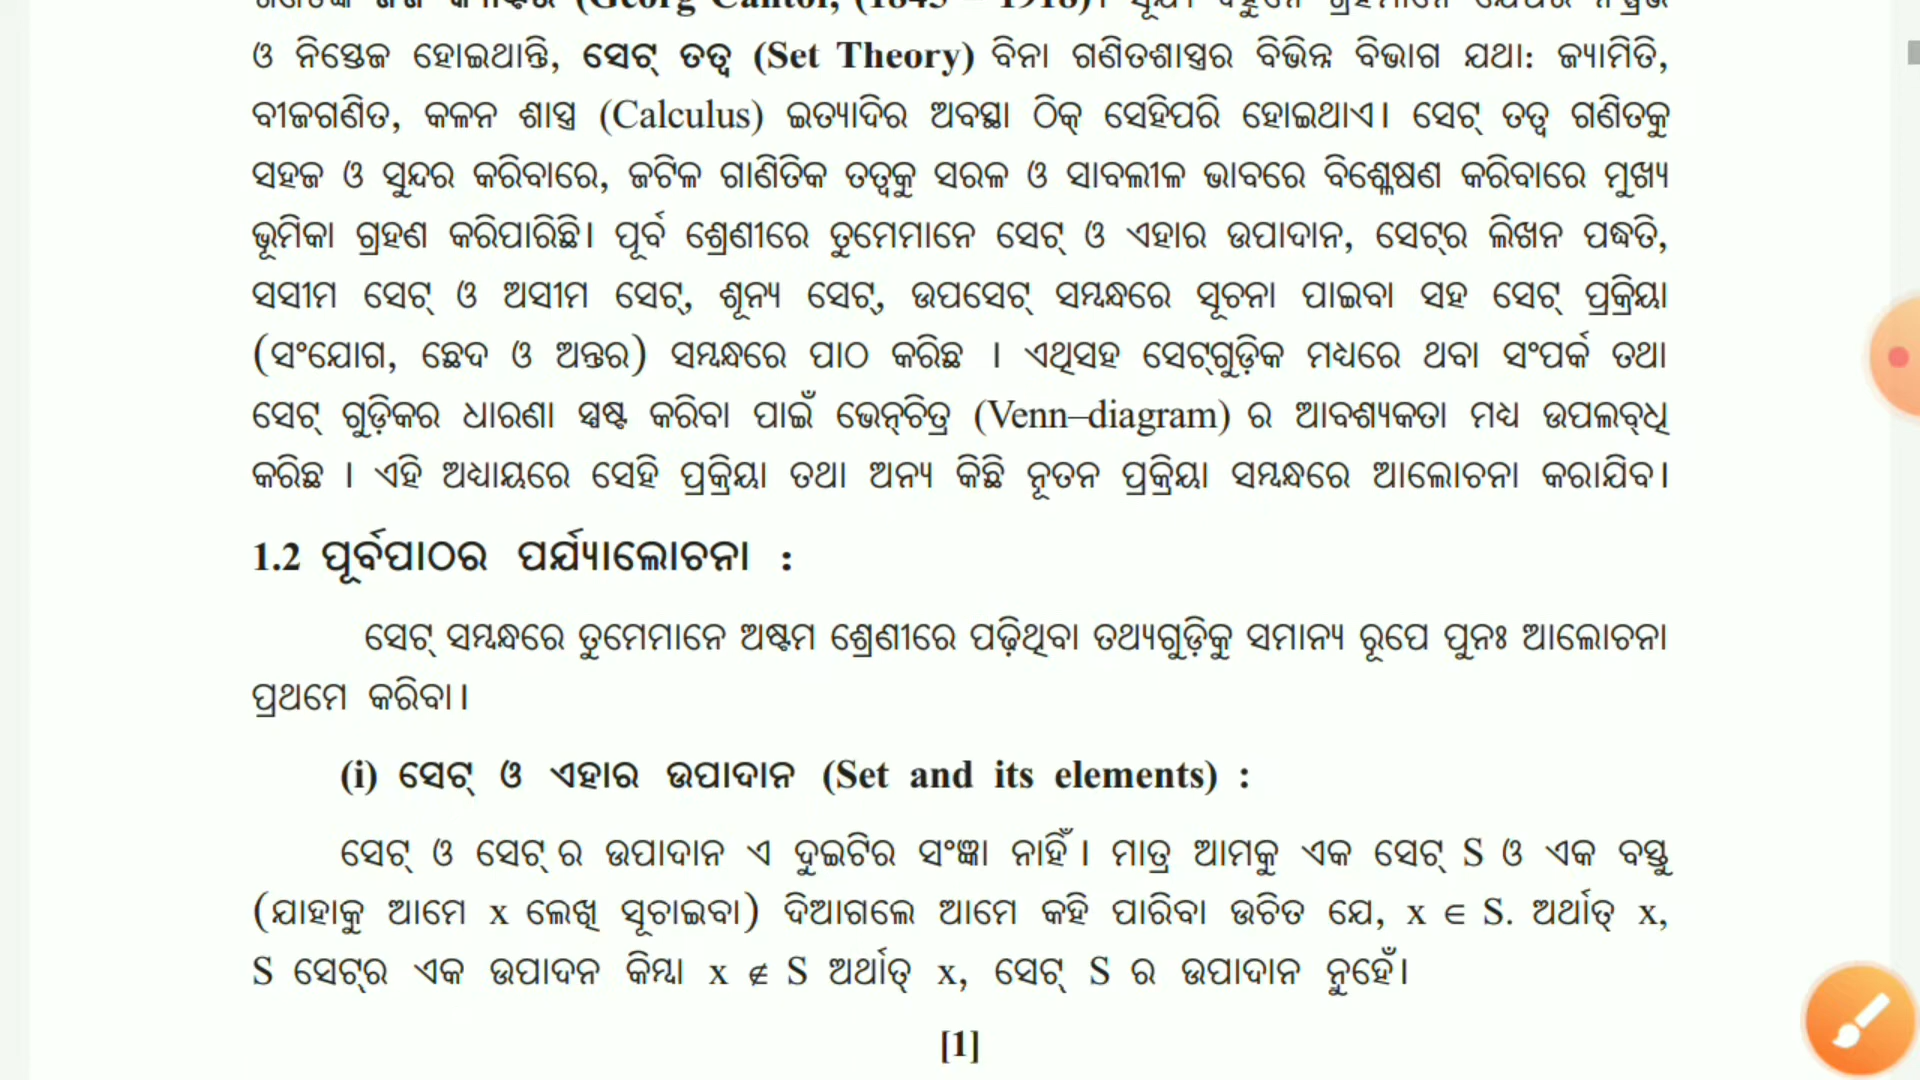 (Georg Cantor, (1845 – 1918)।
ଓ ନିସ୍ତେଜ ହୋଇଥାନ୍ତି, ସେଟ୍ ତତ୍ତ୍ୱ (Set Theory) ବିନା ଗଣିତଶାସ୍ତ୍ରର ବିଭିନ୍ନ ବିଭାଗ ଯଥା: ଜ୍ୟାମିତି,
ବୀଜଗଣିତ, କଳନ ଶାସ୍ତ୍ର (Calculus) ଇତ୍ୟାଦିର ଅବସ୍ଥା ଠିକ୍ ସେହିପରି ହୋଇଥାଏ। ସେଟ୍ ତତ୍ତ୍ୱ ଗଣିତକୁ
ସହଜ ଓ ସୁନ୍ଦର କରିବାରେ, ଜଟିଳ ଗାଣିତିକ ତତ୍ତ୍ୱକୁ ସରଳ ଓ ସାବଲୀଳ ଭାବରେ ବିଶ୍ଳେଷଣ କରିବାରେ ମୁଖ୍ୟ
ଭୂମିକା ଗ୍ରହଣ କରିପାରିଛି। ପୂର୍ବ ଶ୍ରେଣୀରେ ତୁମେମାନେ ସେଟ୍ ଓ ଏହାର ଉପାଦାନ, ସେଟ୍‌ର ଲିଖନ ପଦ୍ଧତି,
ସସୀମ ସେଟ୍ ଓ ଅସୀମ ସେଟ୍, ଶୂନ୍ୟ ସେଟ୍, ଉପସେଟ୍ ସମ୍ବନ୍ଧରେ ସୂଚନା ପାଇବା ସହ ସେଟ୍ ପ୍ରକ୍ରିୟା
(ସଂଯୋଗ, ଛେଦ ଓ ଅନ୍ତର) ସମ୍ବନ୍ଧରେ ପାଠ କରିଛ । ଏଥିସହ ସେଟ୍‌ଗୁଡ଼ିକ ମଧ୍ୟରେ ଥିବା ସଂପର୍କ ତଥା
ସେଟ୍ ଗୁଡ଼ିକର ଧାରଣା ସ୍ପଷ୍ଟ କରିବା ପାଇଁ ଭେନ୍‌ଚିତ୍ର (Venn–diagram) ର ଆବଶ୍ୟକତା ମଧ୍ୟ ଉପଲବ୍ଧି
କରିଛ । ଏହି ଅଧ୍ୟାୟରେ ସେହି ପ୍ରକ୍ରିୟା ତଥା ଅନ୍ୟ କିଛି ନୂତନ ପ୍ରକ୍ରିୟା ସମ୍ବନ୍ଧରେ ଆଲୋଚନା କରାଯିବ।
1.2 ପୂର୍ବପାଠର ପର୍ଯ୍ୟାଲୋଚନା :
ସେଟ୍ ସମ୍ବନ୍ଧରେ ତୁମେମାନେ ଅଷ୍ଟମ ଶ୍ରେଣୀରେ ପଢ଼ିଥିବା ତଥ୍ୟଗୁଡ଼ିକୁ ସମାନ୍ୟ ରୂପେ ପୁନଃ ଆଲୋଚନା
ପ୍ରଥମେ କରିବା।
(i) ସେଟ୍ ଓ ଏହାର ଉପାଦାନ (Set and its elements) :
ସେଟ୍ ଓ ସେଟ୍ ର ଉପାଦାନ ଏ ଦୁଇଟିର ସଂଜ୍ଞା ନାହିଁ। ମାତ୍ର ଆମକୁ ଏକ ସେଟ୍ S ଓ ଏକ ବସ୍ତୁ
(ଯାହାକୁ ଆମେ x ଲେଖି ସୂଚାଇବା) ଦିଆଗଲେ ଆମେ କହି ପାରିବା ଉଚିତ ଯେ, x ∈ S. ଅର୍ଥାତ୍ x,
S ସେଟ୍‌ର ଏକ ଉପାଦନ କିମ୍ବା x ∉ S ଅର୍ଥାତ୍ x, ସେଟ୍ S ର ଉପାଦାନ ନୁହେଁ।
[1]